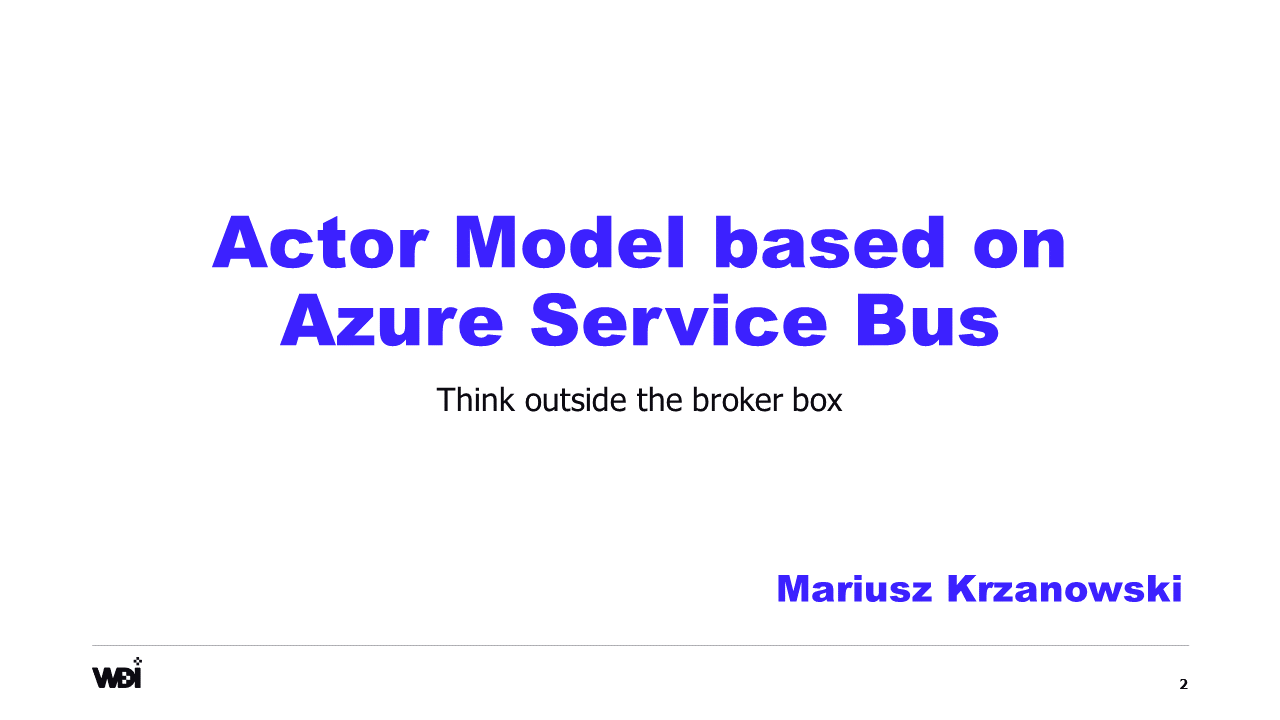 Actor Model based on
Azure Service Bus
Think outside the broker box
Mariusz Krzanowski
WDI
2